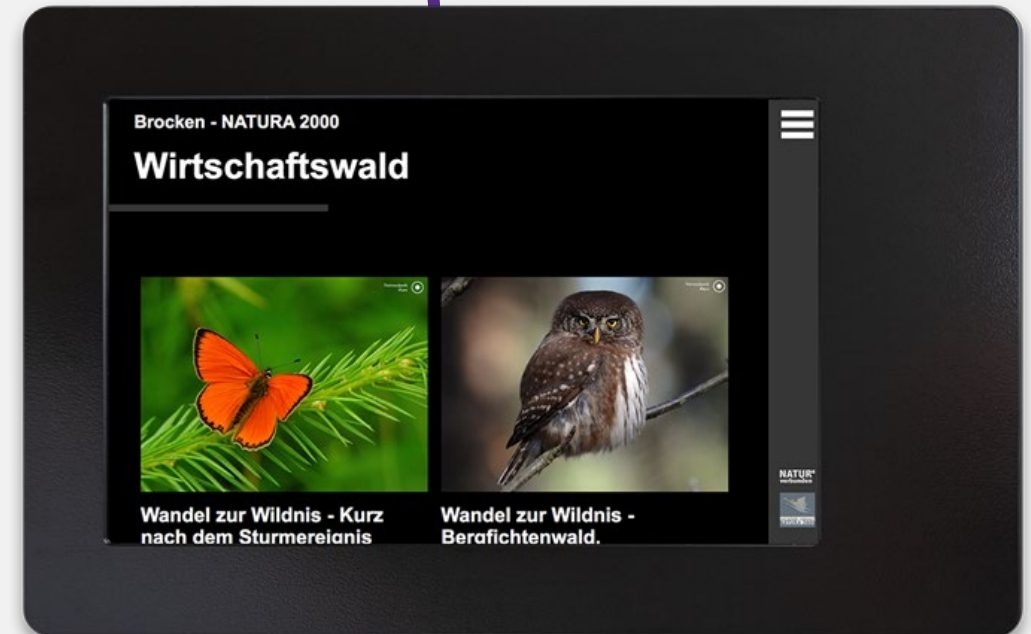 Brocken - NATURA 2000
Wirtschaftswald
Wandel zur Wildnis - Kurz
nach dem Sturmereignis
Wandel zur Wildnis -
Bergfichtenwald.
NATUR
verbunden